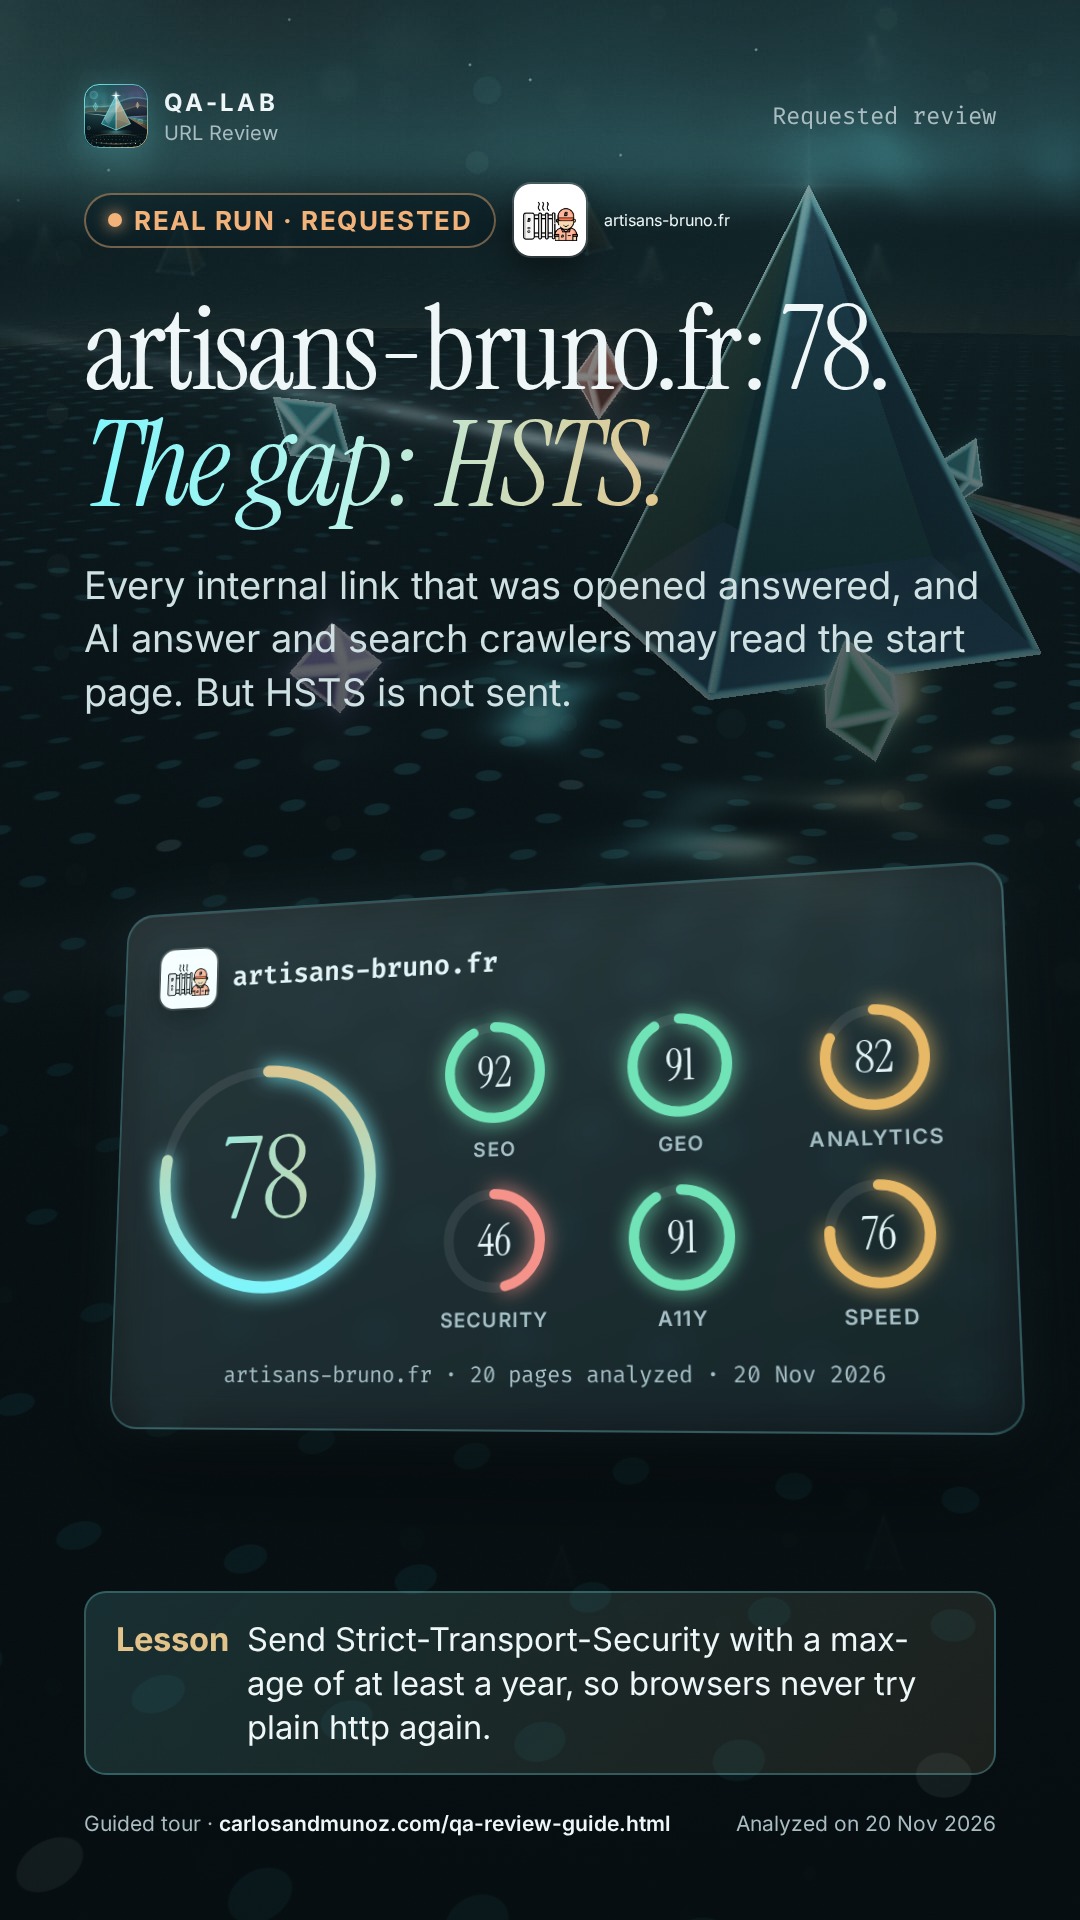 QA-LAB
URL Review
Requested review
REAL RUN · REQUESTED
artisans-bruno.fr
artisans-bruno.fr: 78.
The gap: HSTS.
Every internal link that was opened answered, and
AI answer and search crawlers may read the start
page. But HSTS is not sent.
artisans-bruno.fr
78
92
SEO
91
GEO
82
ANALYTICS
46
SECURITY
91
A11Y
76
SPEED
artisans-bruno.fr · 20 pages analyzed · 20 Nov 2026
Lesson Send Strict-Transport-Security with a max-
age of at least a year, so browsers never try
plain http again.
Guided tour · carlosandmunoz.com/qa-review-guide.html
Analyzed on 20 Nov 2026